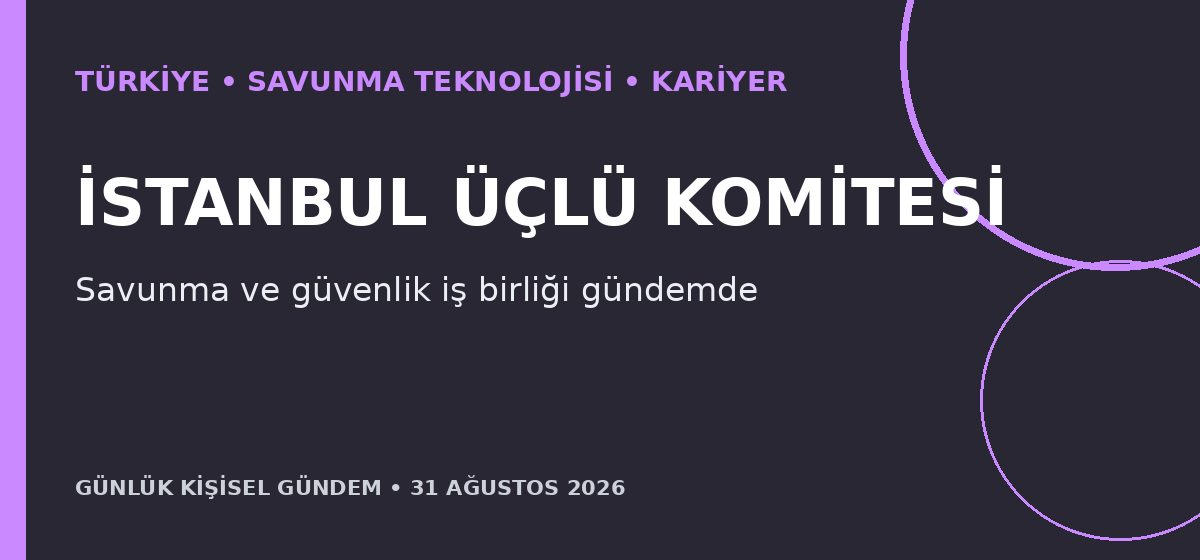 TÜRKİYE • SAVUNMA TEKNOLOJİSİ • KARİYER
İSTANBUL ÜÇLÜ KOMİTESİ
Savunma ve güvenlik iş birliği gündemde
GÜNLÜK KİŞİSEL GÜNDEM • 31 AĞUSTOS 2026